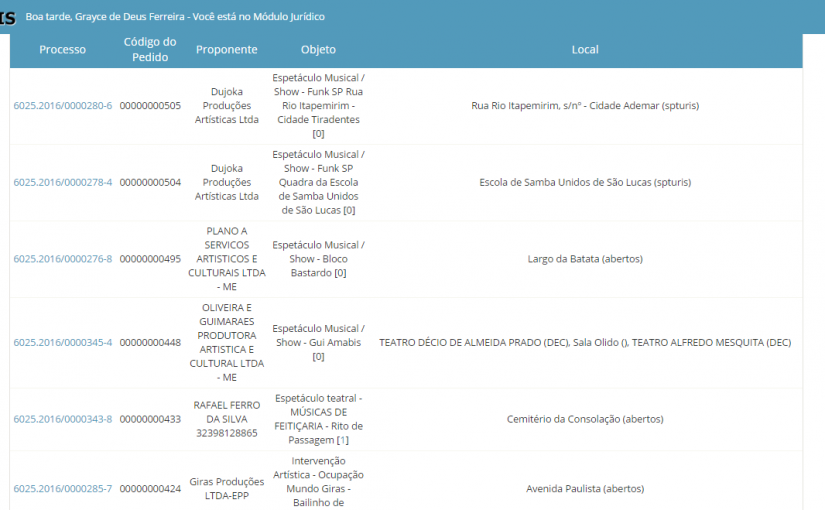 IS Boa tarde, Grayce de Deus Ferreira - Você está no Módulo Jurídico
Processo
Código do
Pedido
Proponente
Objeto
Local
6025.2016/0000280-6
00000000505
Dujoka
Produções
Artísticas Ltda
Espetáculo Musical /
Show - Funk SP Rua
Rio Itapemirim -
Cidade Tiradentes
[0]
Rua Rio Itapemirim, s/nº - Cidade Ademar (spturis)
6025.2016/0000278-4
00000000504
Dujoka
Produções
Artísticas Ltda
Espetáculo Musical /
Show - Funk SP
Quadra da Escola
de Samba Unidos
de São Lucas [0]
Escola de Samba Unidos de São Lucas (spturis)
6025.2016/0000276-8
00000000495
PLANO A
SERVICOS
ARTISTICOS E
CULTURAIS LTDA
- ME
Espetáculo Musical /
Show - Bloco
Bastardo [0]
Largo da Batata (abertos)
6025.2016/0000345-4
00000000448
OLIVEIRA E
GUIMARAES
PRODUTORA
ARTISTICA E
CULTURAL LTDA
- ME
Espetáculo Musical /
Show - Gui Amabis
[0]
TEATRO DÉCIO DE ALMEIDA PRADO (DEC), Sala Olido (), TEATRO ALFREDO MESQUITA (DEC)
6025.2016/0000343-8
00000000433
RAFAEL FERRO
DA SILVA
32398128865
Espetáculo teatral -
MÚSICAS DE
FEITIÇARIA - Rito de
Passagem [1]
Cemitério da Consolação (abertos)
6025.2016/0000285-7
00000000424
Giras Produções
LTDA-EPP
Intervenção
Artística - Ocupação
Mundo Giras -
Bailinho de
Avenida Paulista (abertos)